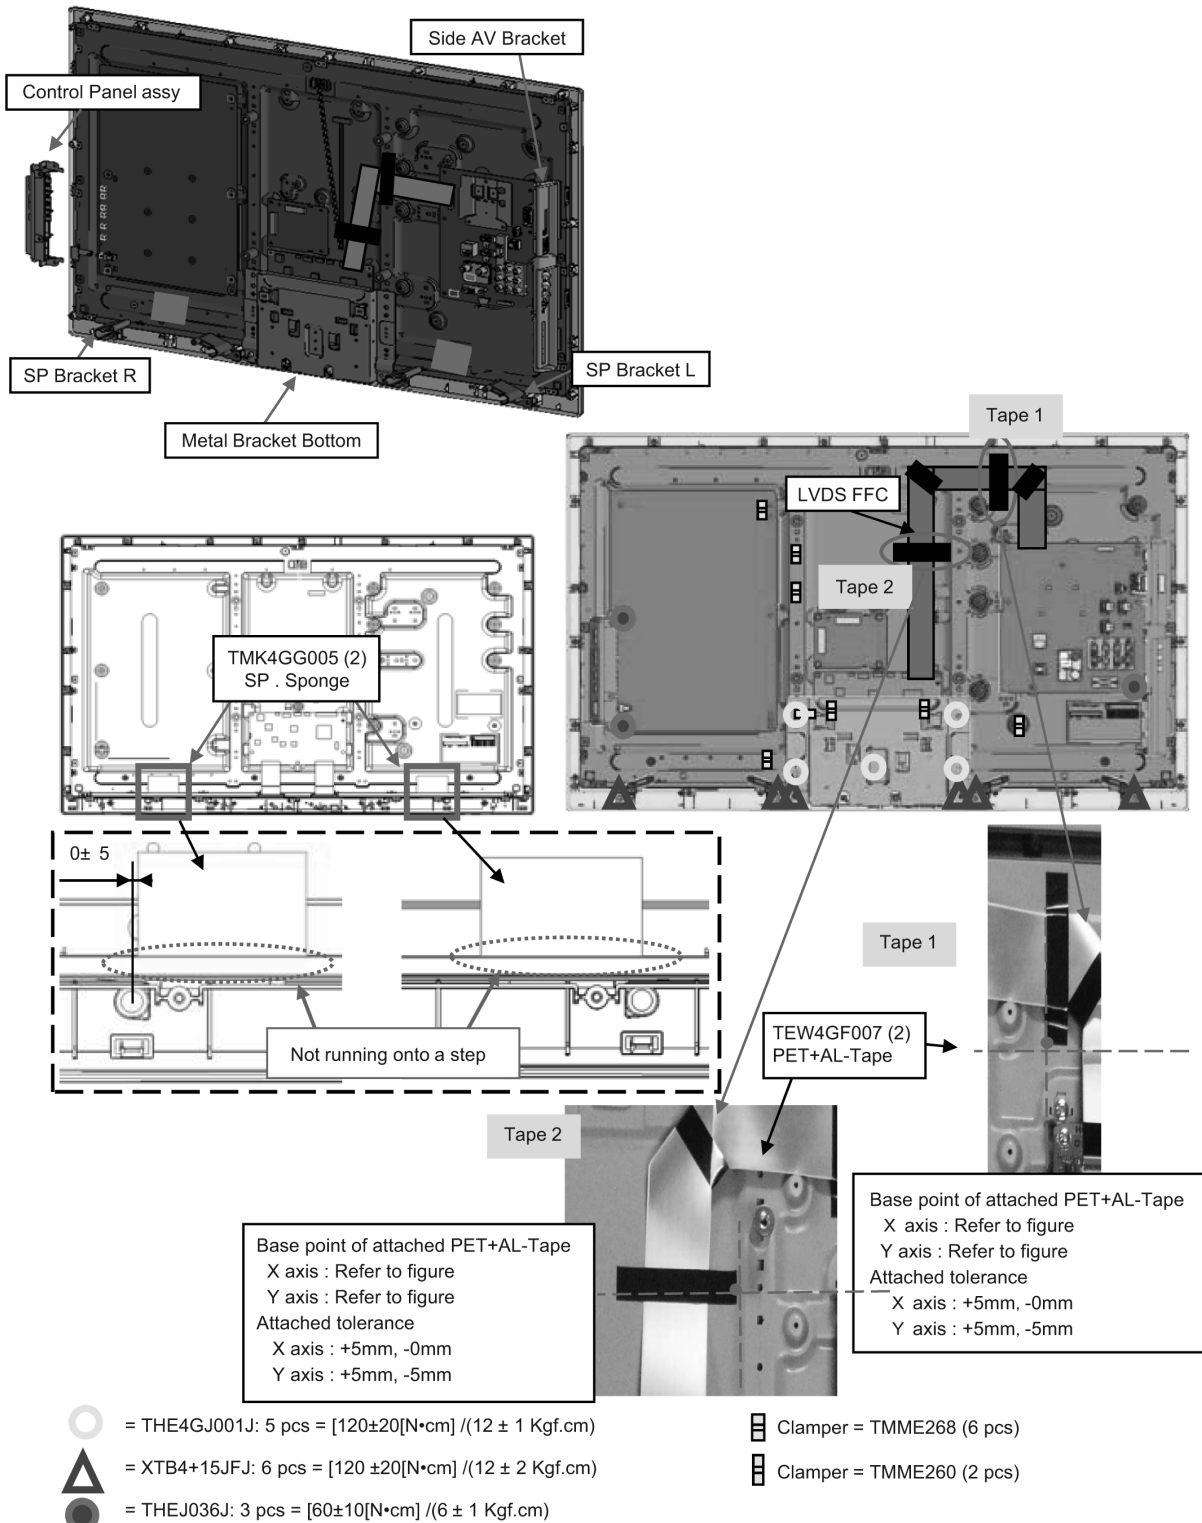 Side AV Bracket
Control Panel assy
SP Bracket R
SP Bracket L
Metal Bracket Bottom
Tape 1
LVDS FFC
Tape 2
TMK4GG005 (2)
SP . Sponge
0± 5
Not running onto a step
Tape 1
TEW4GF007 (2)
PET+AL-Tape
Tape 2
Base point of attached PET+AL-Tape
X axis : Refer to figure
Y axis : Refer to figure
Attached tolerance
X axis : +5mm, -0mm
Y axis : +5mm, -5mm
Base point of attached PET+AL-Tape
X axis : Refer to figure
Y axis : Refer to figure
Attached tolerance
X axis : +5mm, -0mm
Y axis : +5mm, -5mm
= THE4GJ001J: 5 pcs = [120±20[N•cm] /(12 ± 1 Kgf.cm)
= XTB4+15JFJ: 6 pcs = [120 ±20[N•cm] /(12 ± 2 Kgf.cm)
= THEJ036J: 3 pcs = [60±10[N•cm] /(6 ± 1 Kgf.cm)
Clamper = TMME268 (6 pcs)
Clamper = TMME260 (2 pcs)